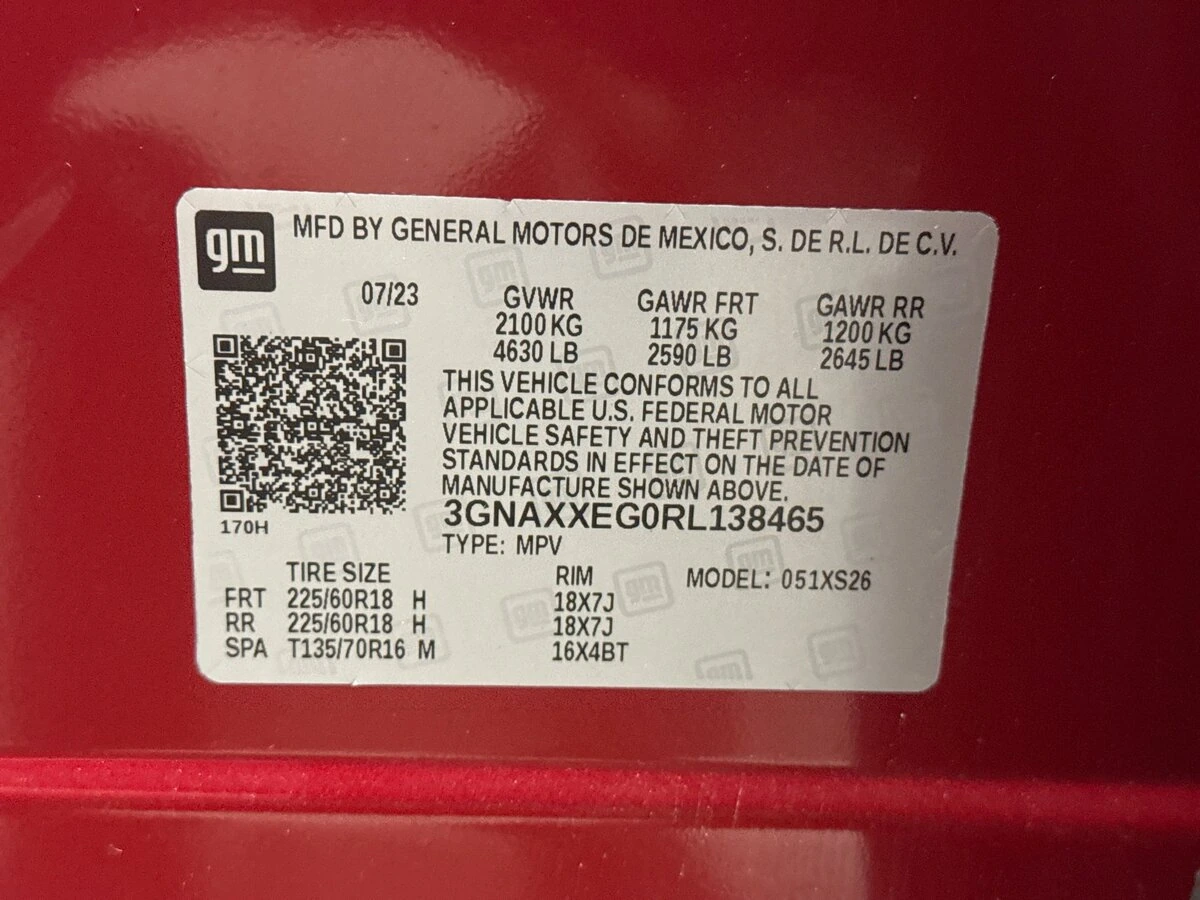 gm MFD BY GENERAL MOTORS DE MEXICO, S. DE R.L. DE C.V.
07/23 GVWR GAWR FRT GAWR RR
2100 KG 1175 KG 1200 KG
4630 LB 2590 LB 2645 LB
THIS VEHICLE CONFORMS TO ALL
APPLICABLE U.S. FEDERAL MOTOR
VEHICLE SAFETY AND THEFT PREVENTION
STANDARDS IN EFFECT ON THE DATE OF
MANUFACTURE SHOWN ABOVE.
170H 3GNAXXEG0RL138465
TYPE: MPV
TIRE SIZE RIM MODEL: 051XS26
FRT 225/60R18 H 18X7J
RR 225/60R18 H 18X7J
SPA T135/70R16 M 16X4BT